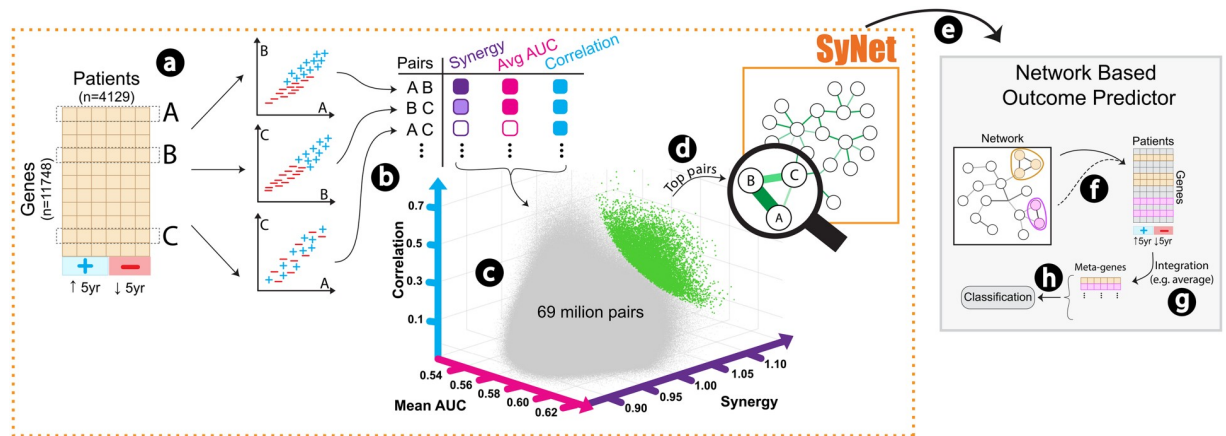 a
Patients
(n=4129)
Genes
(n=11748)
A
B
C
+ −
↑ 5yr ↓ 5yr
B
A
C
B
C
A
Pairs Synergy Avg AUC Correlation
A B
B C
A C
b
c
69 milion pairs
Correlation
0.7
0.5
0.3
0.1
0.54
0.56
0.58
0.60
0.62
Mean AUC
0.90
0.95
1.00
1.05
1.10
Synergy
d
Top pairs
SyNet
B
C
A
e
Network Based
Outcome Predictor
Network
Patients
Genes
f
+ −
↑5yr ↓5yr
Integration
(e.g. average)
g
h
Meta-genes
Classification